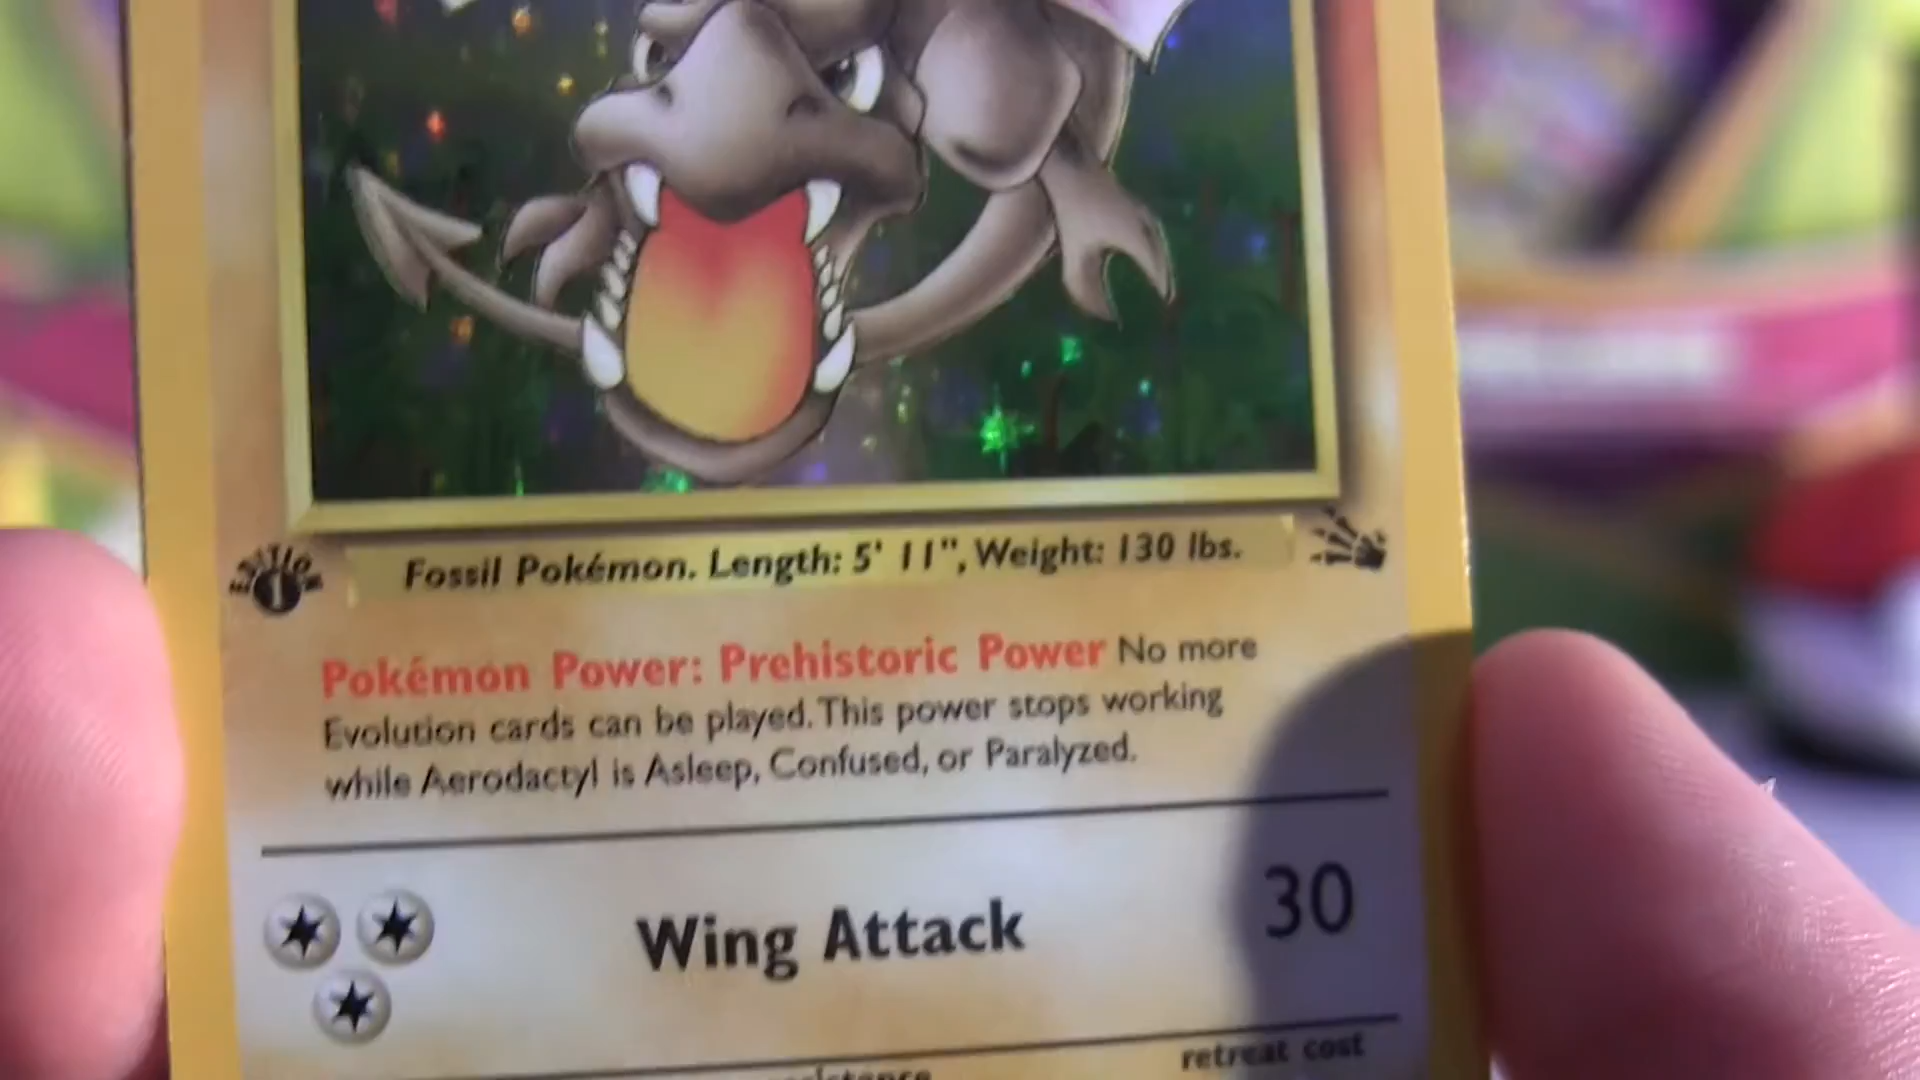 EDITION
1
Fossil Pokémon. Length: 5' 11", Weight: 130 lbs.
Pokémon Power: Prehistoric Power No more
Evolution cards can be played. This power stops working
while Aerodactyl is Asleep, Confused, or Paralyzed.
Wing Attack 30
retreat cost